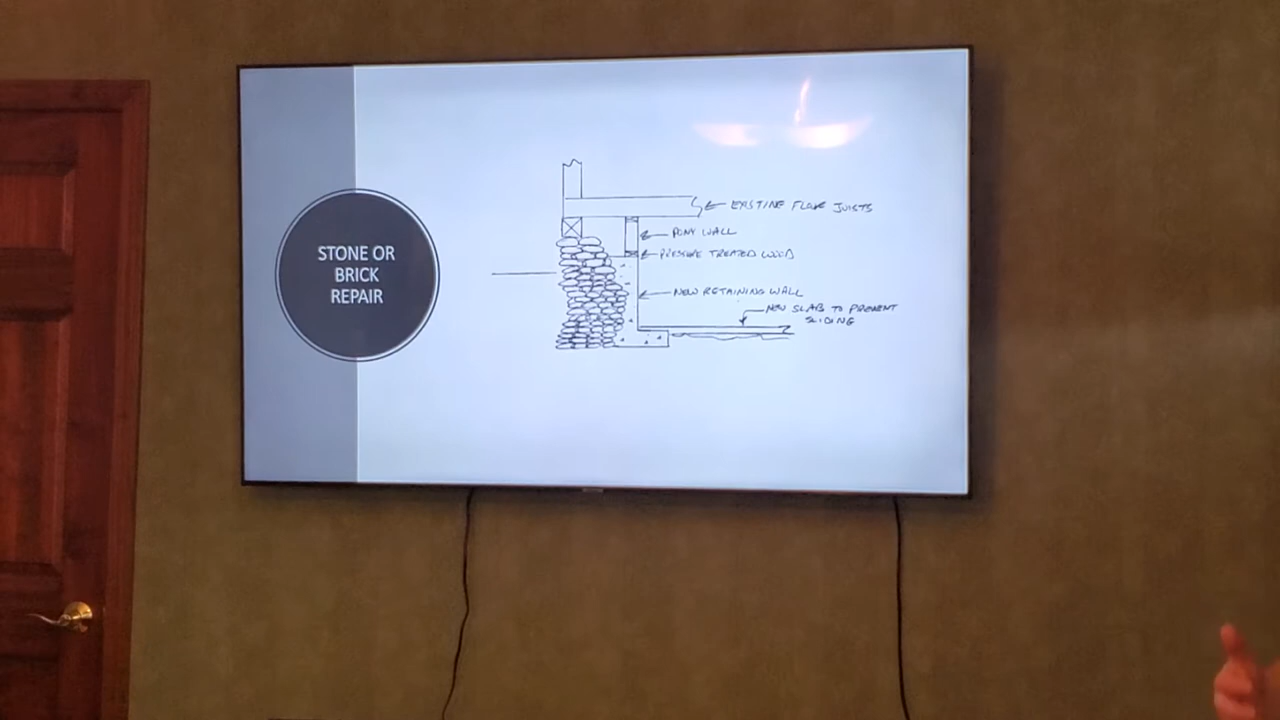 STONE OR
BRICK
REPAIR
EXISTING FLOOR JOISTS
PONY WALL
PRESSURE TREATED WOOD
NEW RETAINING WALL
NEW SLAB TO PREVENT
SLIDING